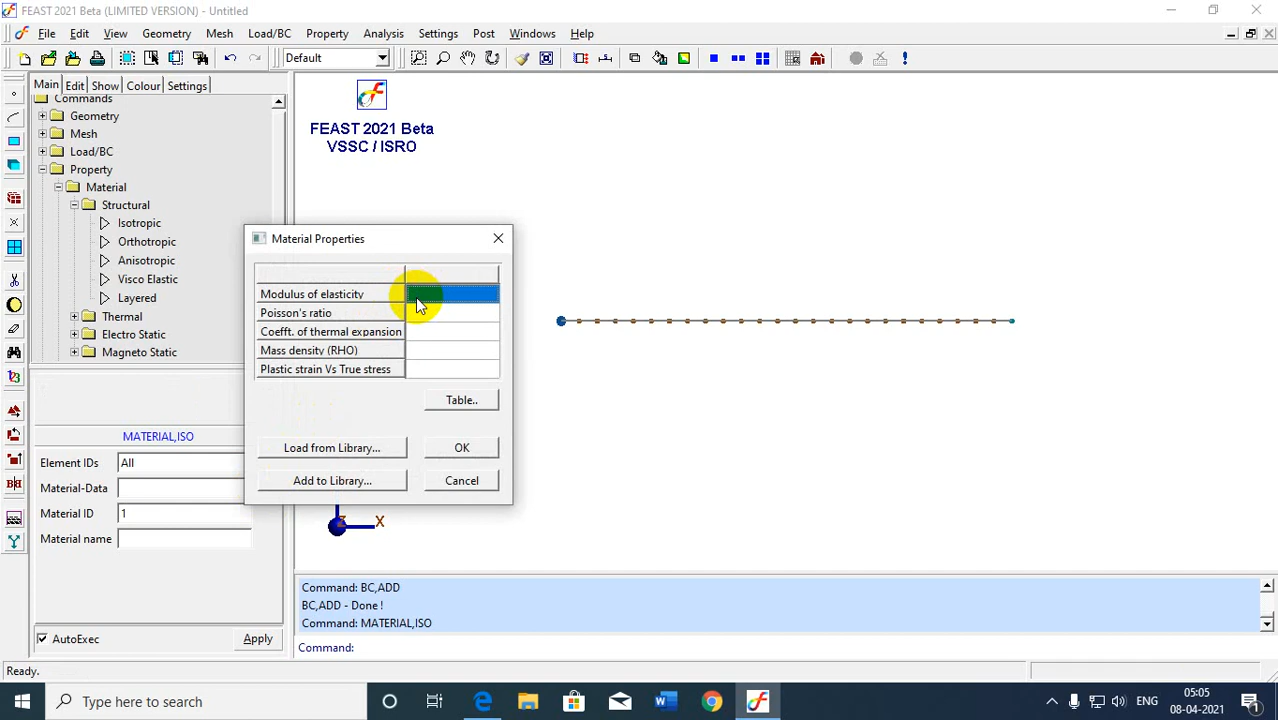 FEAST 2021 Beta (LIMITED VERSION) - Untitled
File Edit View Geometry Mesh Load/BC Property Analysis Settings Post Windows Help
Default
Main Edit Show Colour Settings
Commands
Geometry
Mesh
Load/BC
Property
Material
Structural
Isotropic
Orthotropic
Anisotropic
Visco Elastic
Layered
Thermal
Electro Static
Magneto Static
MATERIAL,ISO
Element IDs All
Material-Data
Material ID 1
Material name
AutoExec Apply
FEAST 2021 Beta
VSSC / ISRO
Material Properties
Modulus of elasticity
Poisson's ratio
Coefft. of thermal expansion
Mass density (RHO)
Plastic strain Vs True stress
Table..
Load from Library... OK
Add to Library... Cancel
X
Command: BC,ADD
BC,ADD - Done !
Command: MATERIAL,ISO
Command:
Ready.
Type here to search
ENG
05:05
08-04-2021
1